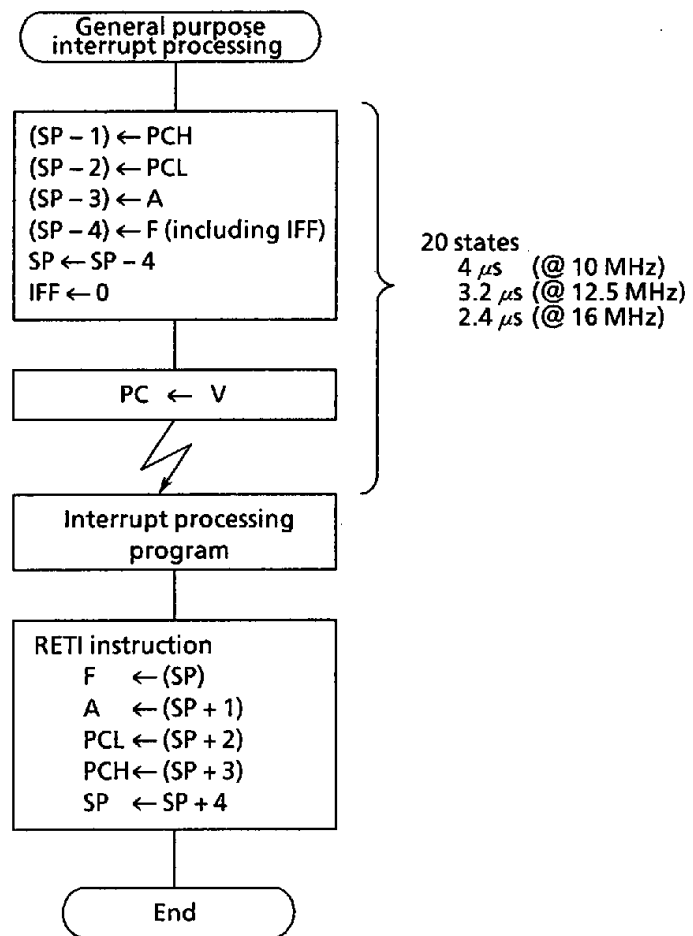 General purpose
interrupt processing
(SP – 1) ← PCH
(SP – 2) ← PCL
(SP – 3) ← A
(SP – 4) ← F (including IFF)
SP ← SP – 4
IFF ← 0
20 states
4 μs (@ 10 MHz)
3.2 μs (@ 12.5 MHz)
2.4 μs (@ 16 MHz)
PC ← V
Interrupt processing
program
RETI instruction
F ← (SP)
A ← (SP + 1)
PCL ← (SP + 2)
PCH ← (SP + 3)
SP ← SP + 4
End